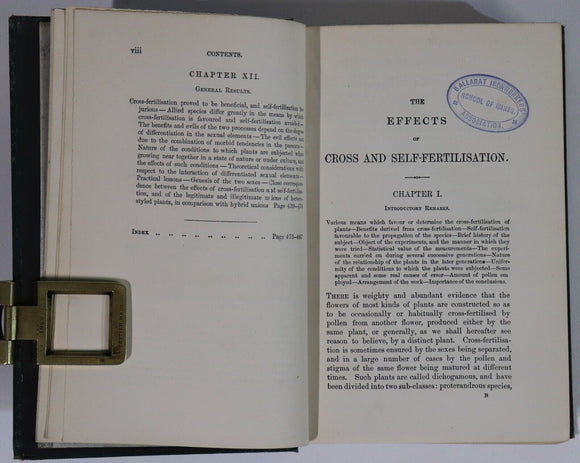 viii CONTENTS.
CHAPTER XII.
GENERAL RESULTS.
Cross-fertilisation proved to be beneficial, and self-fertilisation in-
jurious—Allied species differ greatly in the means by which
cross-fertilisation is favoured and self-fertilisation avoided—
The benefits and evils of the two processes depend on the degree
of differentiation in the sexual elements—The evil effects not
due to the combination of morbid tendencies in the parents—
Nature of the conditions to which plants are subjected when
growing near together in a state of nature or under culture, and
the effects of such conditions—Theoretical considerations with
respect to the interaction of differentiated sexual elements—
Practical lessons—Genesis of the two sexes—Close correspondence
between the effects of cross-fertilisation and self-fertilisation,
and of the legitimate and illegitimate unions of hetero-
styled plants, in comparison with hybrid unions Page
INDEX „ „ „ „ „ „ „ „ Page
THE
EFFECTS
OF
CROSS AND SELF-FERTILISATION.
BALLARAT IRONWORKERS'
SCHOOL OF
ASSOCIATION.
CHAPTER I.
INTRODUCTORY REMARKS.
Various means which favour or determine the cross-fertilisation of
plants—Benefits derived from cross-fertilisation—Self-fertilisation
favourable to the propagation of the species—Brief history of the
subject—Object of the experiments, and the manner in which they
were tried—Statistical value of the measurements—The experi-
ments carried on during several successive generations—Nature
of the relationship of the plants in the later generations—Uniform-
ity of the conditions to which the plants were subjected—Some
apparent and some real causes of error—Amount of pollen em-
ployed—Arrangement of the work—Importance of the conclusions.
THERE is weighty and abundant evidence that the
flowers of most kinds of plants are constructed so as
to be occasionally or habitually cross-fertilised by
pollen from another flower, produced either by the
same plant, or generally, as we shall hereafter see
reason to believe, by a distinct plant. Cross-fertilisa-
tion is sometimes ensured by the sexes being separated,
and in a large number of cases by the pollen and
stigma of the same flower being matured at different
times. Such plants are called dichogamous, and have
been divided into two sub-classes: proterandrous species,
B